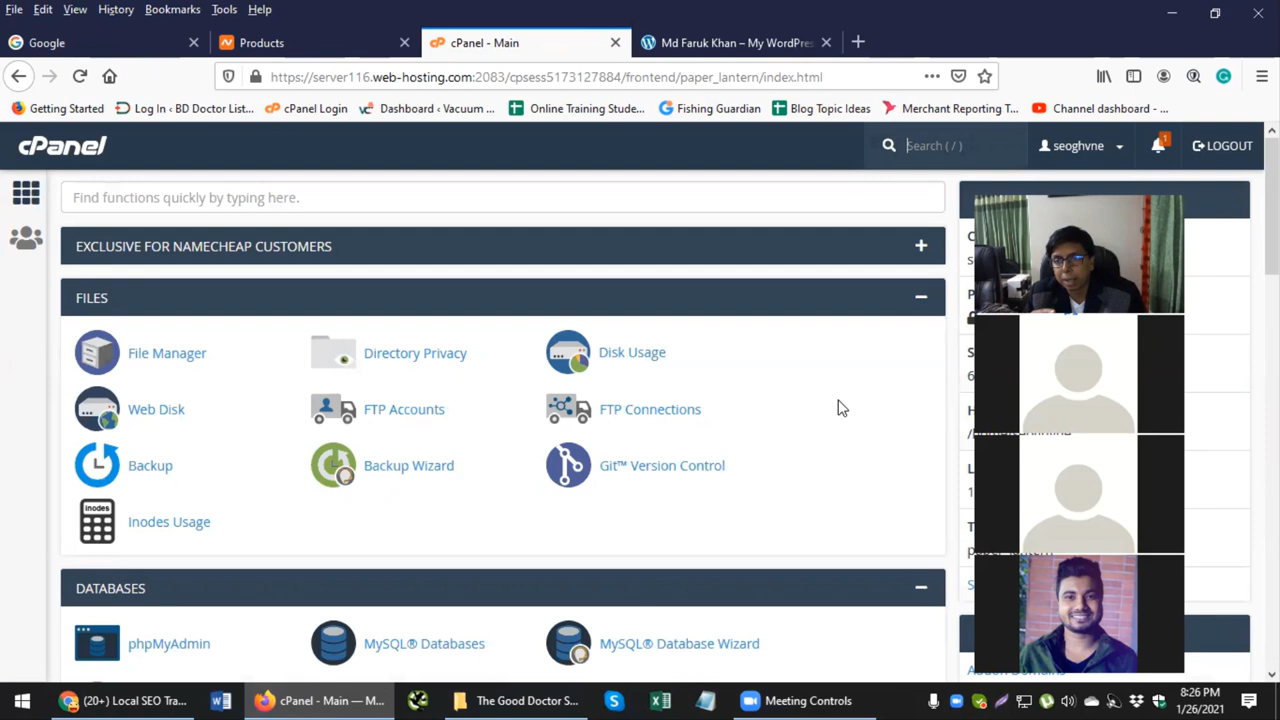 File Edit View History Bookmarks Tools Help
Google
Products
cPanel - Main
Md Faruk Khan – My WordPres
https://server116.web-hosting.com:2083/cpsess5173127884/frontend/paper_lantern/index.html
Getting Started
Log In ‹ BD Doctor List...
cPanel Login
Dashboard ‹ Vacuum ...
Online Training Stude...
Fishing Guardian
Blog Topic Ideas
Merchant Reporting T...
Channel dashboard - ...
cPanel
Search ( / )
seoghvne
1
LOGOUT
Find functions quickly by typing here.
EXCLUSIVE FOR NAMECHEAP CUSTOMERS
FILES
File Manager
Directory Privacy
Disk Usage
Web Disk
FTP Accounts
FTP Connections
Backup
Backup Wizard
Git™ Version Control
inodes
Inodes Usage
DATABASES
phpMyAdmin
MySQL® Databases
MySQL® Database Wizard
(20+) Local SEO Tra...
cPanel - Main — M...
The Good Doctor S...
Meeting Controls
8:26 PM
1/26/2021